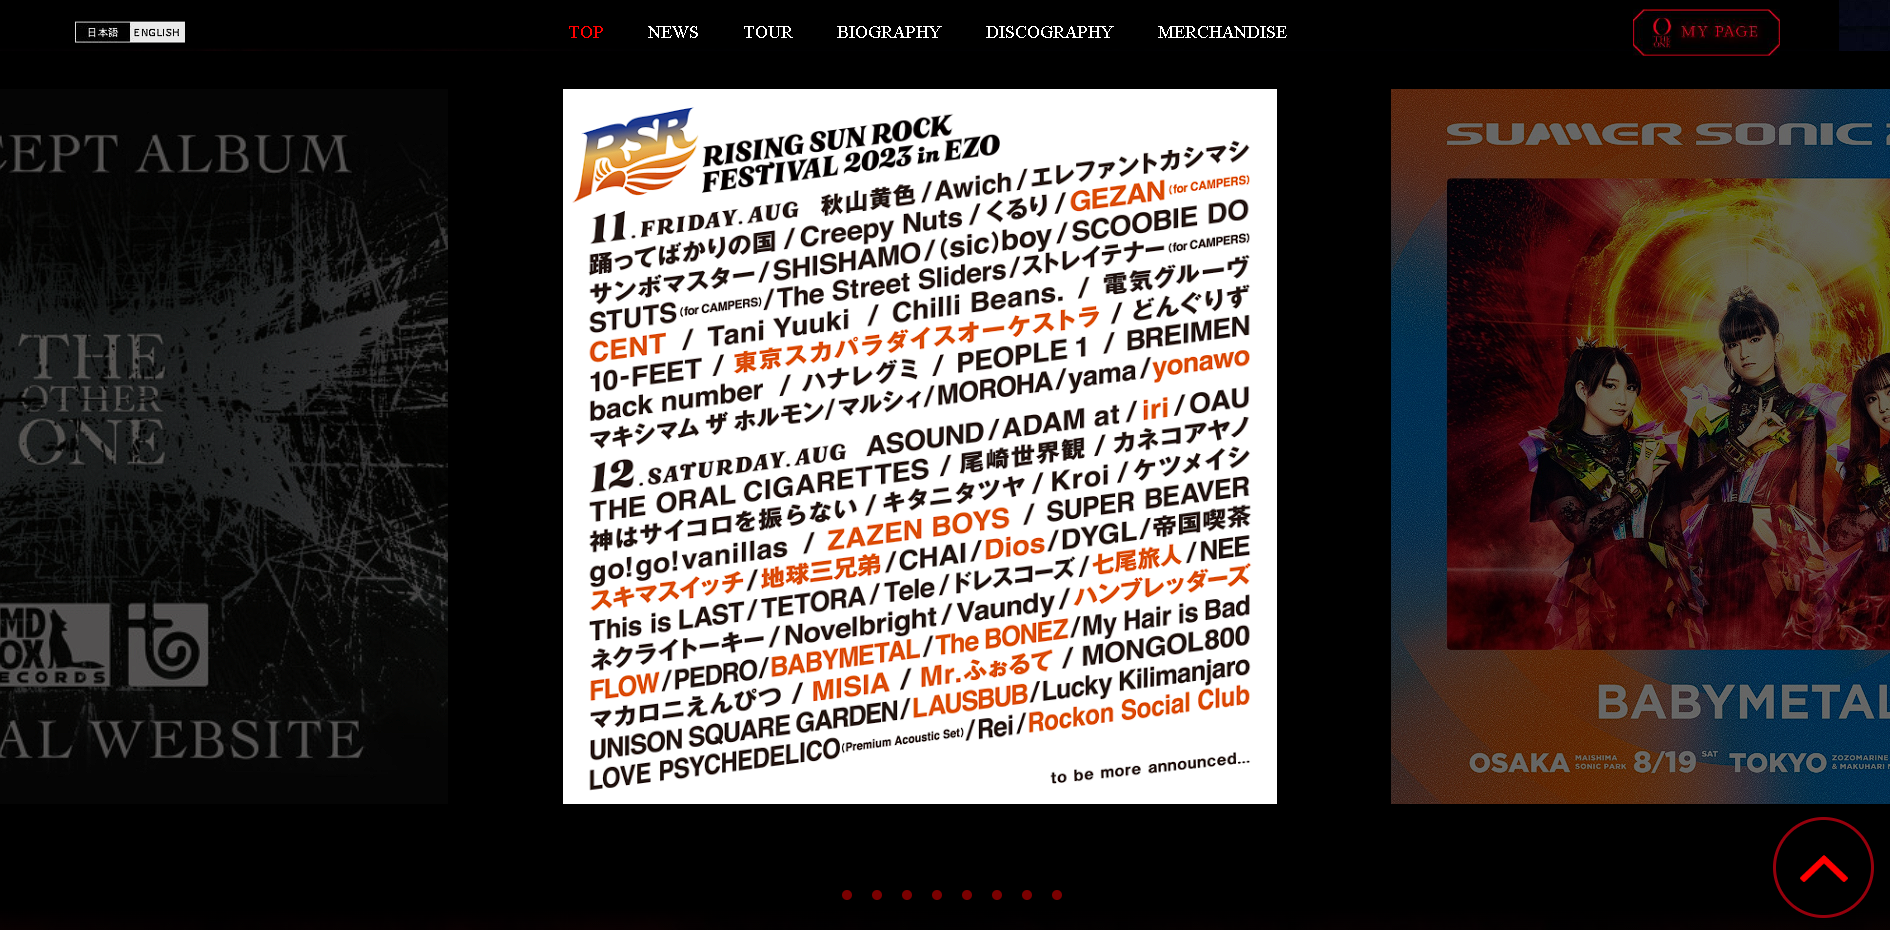 日本語 ENGLISH
TOP NEWS TOUR BIOGRAPHY DISCOGRAPHY MERCHANDISE
THE ONE MY PAGE
CEPT ALBUM
THE
OTHER
ONE
RECORDS
AL WEBSITE
RSR RISING SUN ROCK
FESTIVAL 2023 in EZO
11.FRIDAY.AUG 秋山黄色/Awich/エレファントカシマシ
踊ってばかりの国/Creepy Nuts/くるり/GEZAN(for CAMPERS)
サンボマスター/SHISHAMO/(sic)boy/SCOOBIE DO
STUTS(for CAMPERS)/The Street Sliders/ストレイテナー(for CAMPERS)
CENT / Tani Yuuki / Chilli Beans. / 電気グルーヴ
10-FEET / 東京スカパラダイスオーケストラ / どんぐりず
back number / ハナレグミ / PEOPLE 1 / BREIMEN
マキシマム ザ ホルモン/マルシィ/MOROHA/yama/yonawo
12.SATURDAY.AUG ASOUND/ADAM at/iri/OAU
THE ORAL CIGARETTES / 尾崎世界観 / カネコアヤノ
神はサイコロを振らない/キタニタツヤ/Kroi/ケツメイシ
go!go!vanillas / ZAZEN BOYS / SUPER BEAVER
スキマスイッチ/地球三兄弟/CHAI/Dios/DYGL/帝国喫茶
This is LAST/TETORA/Tele/ドレスコーズ/七尾旅人/NEE
ネクライトーキー/Novelbright/Vaundy/ハンブレッダーズ
FLOW/PEDRO/BABYMETAL/The BONEZ/My Hair is Bad
マカロニえんぴつ / MISIA / Mr.ふぉるて / MONGOL800
UNISON SQUARE GARDEN/LAUSBUB/Lucky Kilimanjaro
LOVE PSYCHEDELICO(Premium Acoustic Set)/Rei/Rockon Social Club
to be more announced...
SUMMER SONIC
BABYMETAL
OSAKA MAISHIMA SONIC PARK 8/19 SAT TOKYO ZOZOMARINE & MAKUHARI